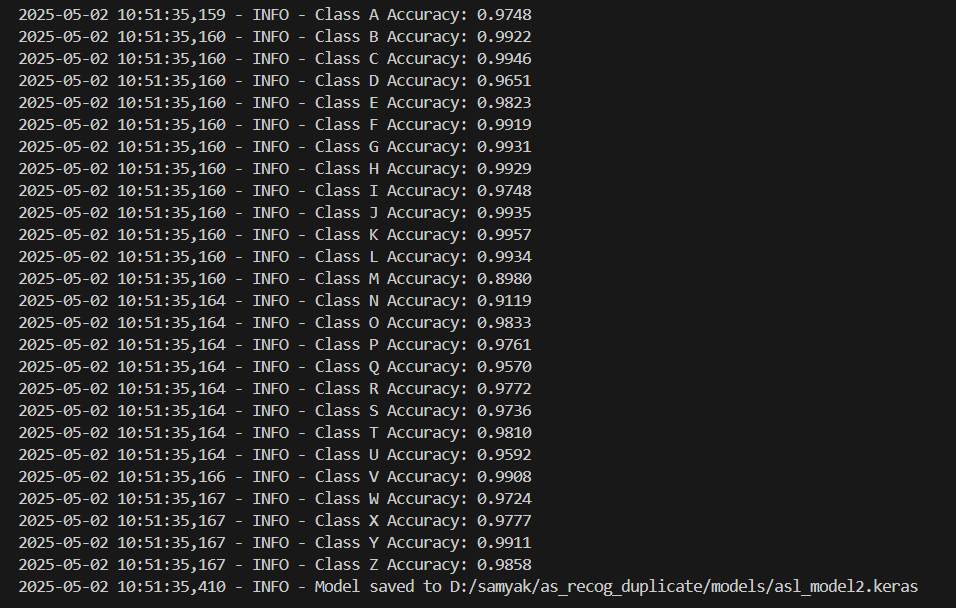 2025-05-02 10:51:35,159 - INFO - Class A Accuracy: 0.9748
2025-05-02 10:51:35,160 - INFO - Class B Accuracy: 0.9922
2025-05-02 10:51:35,160 - INFO - Class C Accuracy: 0.9946
2025-05-02 10:51:35,160 - INFO - Class D Accuracy: 0.9651
2025-05-02 10:51:35,160 - INFO - Class E Accuracy: 0.9823
2025-05-02 10:51:35,160 - INFO - Class F Accuracy: 0.9919
2025-05-02 10:51:35,160 - INFO - Class G Accuracy: 0.9931
2025-05-02 10:51:35,160 - INFO - Class H Accuracy: 0.9929
2025-05-02 10:51:35,160 - INFO - Class I Accuracy: 0.9748
2025-05-02 10:51:35,160 - INFO - Class J Accuracy: 0.9935
2025-05-02 10:51:35,160 - INFO - Class K Accuracy: 0.9957
2025-05-02 10:51:35,160 - INFO - Class L Accuracy: 0.9934
2025-05-02 10:51:35,160 - INFO - Class M Accuracy: 0.8980
2025-05-02 10:51:35,164 - INFO - Class N Accuracy: 0.9119
2025-05-02 10:51:35,164 - INFO - Class O Accuracy: 0.9833
2025-05-02 10:51:35,164 - INFO - Class P Accuracy: 0.9761
2025-05-02 10:51:35,164 - INFO - Class Q Accuracy: 0.9570
2025-05-02 10:51:35,164 - INFO - Class R Accuracy: 0.9772
2025-05-02 10:51:35,164 - INFO - Class S Accuracy: 0.9736
2025-05-02 10:51:35,164 - INFO - Class T Accuracy: 0.9810
2025-05-02 10:51:35,164 - INFO - Class U Accuracy: 0.9592
2025-05-02 10:51:35,166 - INFO - Class V Accuracy: 0.9908
2025-05-02 10:51:35,167 - INFO - Class W Accuracy: 0.9724
2025-05-02 10:51:35,167 - INFO - Class X Accuracy: 0.9777
2025-05-02 10:51:35,167 - INFO - Class Y Accuracy: 0.9911
2025-05-02 10:51:35,167 - INFO - Class Z Accuracy: 0.9858
2025-05-02 10:51:35,410 - INFO - Model saved to D:/samyak/as_recog_duplicate/models/asl_model2.keras